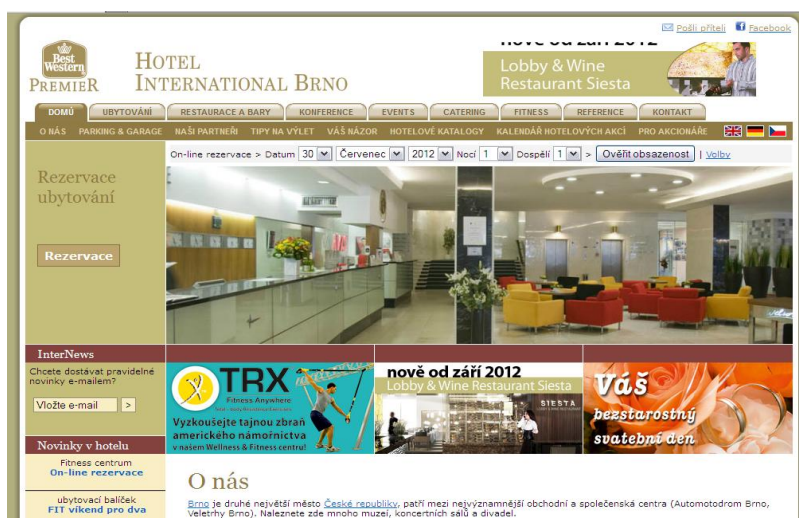 Pošli příteli Facebook
Best
Western
PREMIER
HOTEL
INTERNATIONAL BRNO
nově od září 2012
Lobby & Wine
Restaurant Siesta
DOMŮ UBYTOVÁNÍ RESTAURACE A BARY KONFERENCE EVENTS CATERING FITNESS REFERENCE KONTAKT
O NÁS PARKING & GARAGE NAŠI PARTNEŘI TIPY NA VÝLET VÁŠ NÁZOR HOTELOVÉ KATALOGY KALENDÁŘ HOTELOVÝCH AKCÍ PRO AKCIONÁŘE
On-line rezervace > Datum 30 Červenec 2012 Nocí 1 Dospělí 1 > Ověřit obsazenost | Volby
Rezervace
ubytování
Rezervace
InterNews
Chcete dostávat pravidelné
novinky e-mailem?
Vložte e-mail >
Novinky v hotelu
Fitness centrum
On-line rezervace
ubytovací balíček
FIT víkend pro dva
TRX
Fitness Anywhere
Vyzkoušejte tajnou zbraň
amerického námořnictva
v našem Wellness & Fitness centru!
nově od září 2012
Lobby & Wine Restaurant Siesta
SIESTA
Váš
bezstarostný
svatební den
O nás
Brno je druhé největší město České republiky, patří mezi nejvýznamnější obchodní a společenská centra (Automotodrom Brno,
Veletrhy Brno). Naleznete zde mnoho muzeí, koncertních sálů a divadel.